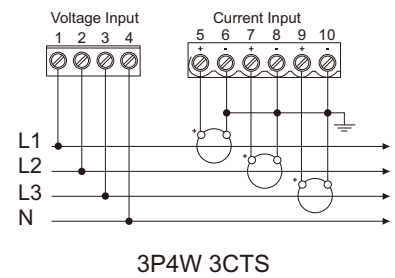 Voltage Input Current Input
1 2 3 4 5 6 7 8 9 10
+ - + - + -
+
L1
+
L2
+
L3
N
3P4W 3CTS